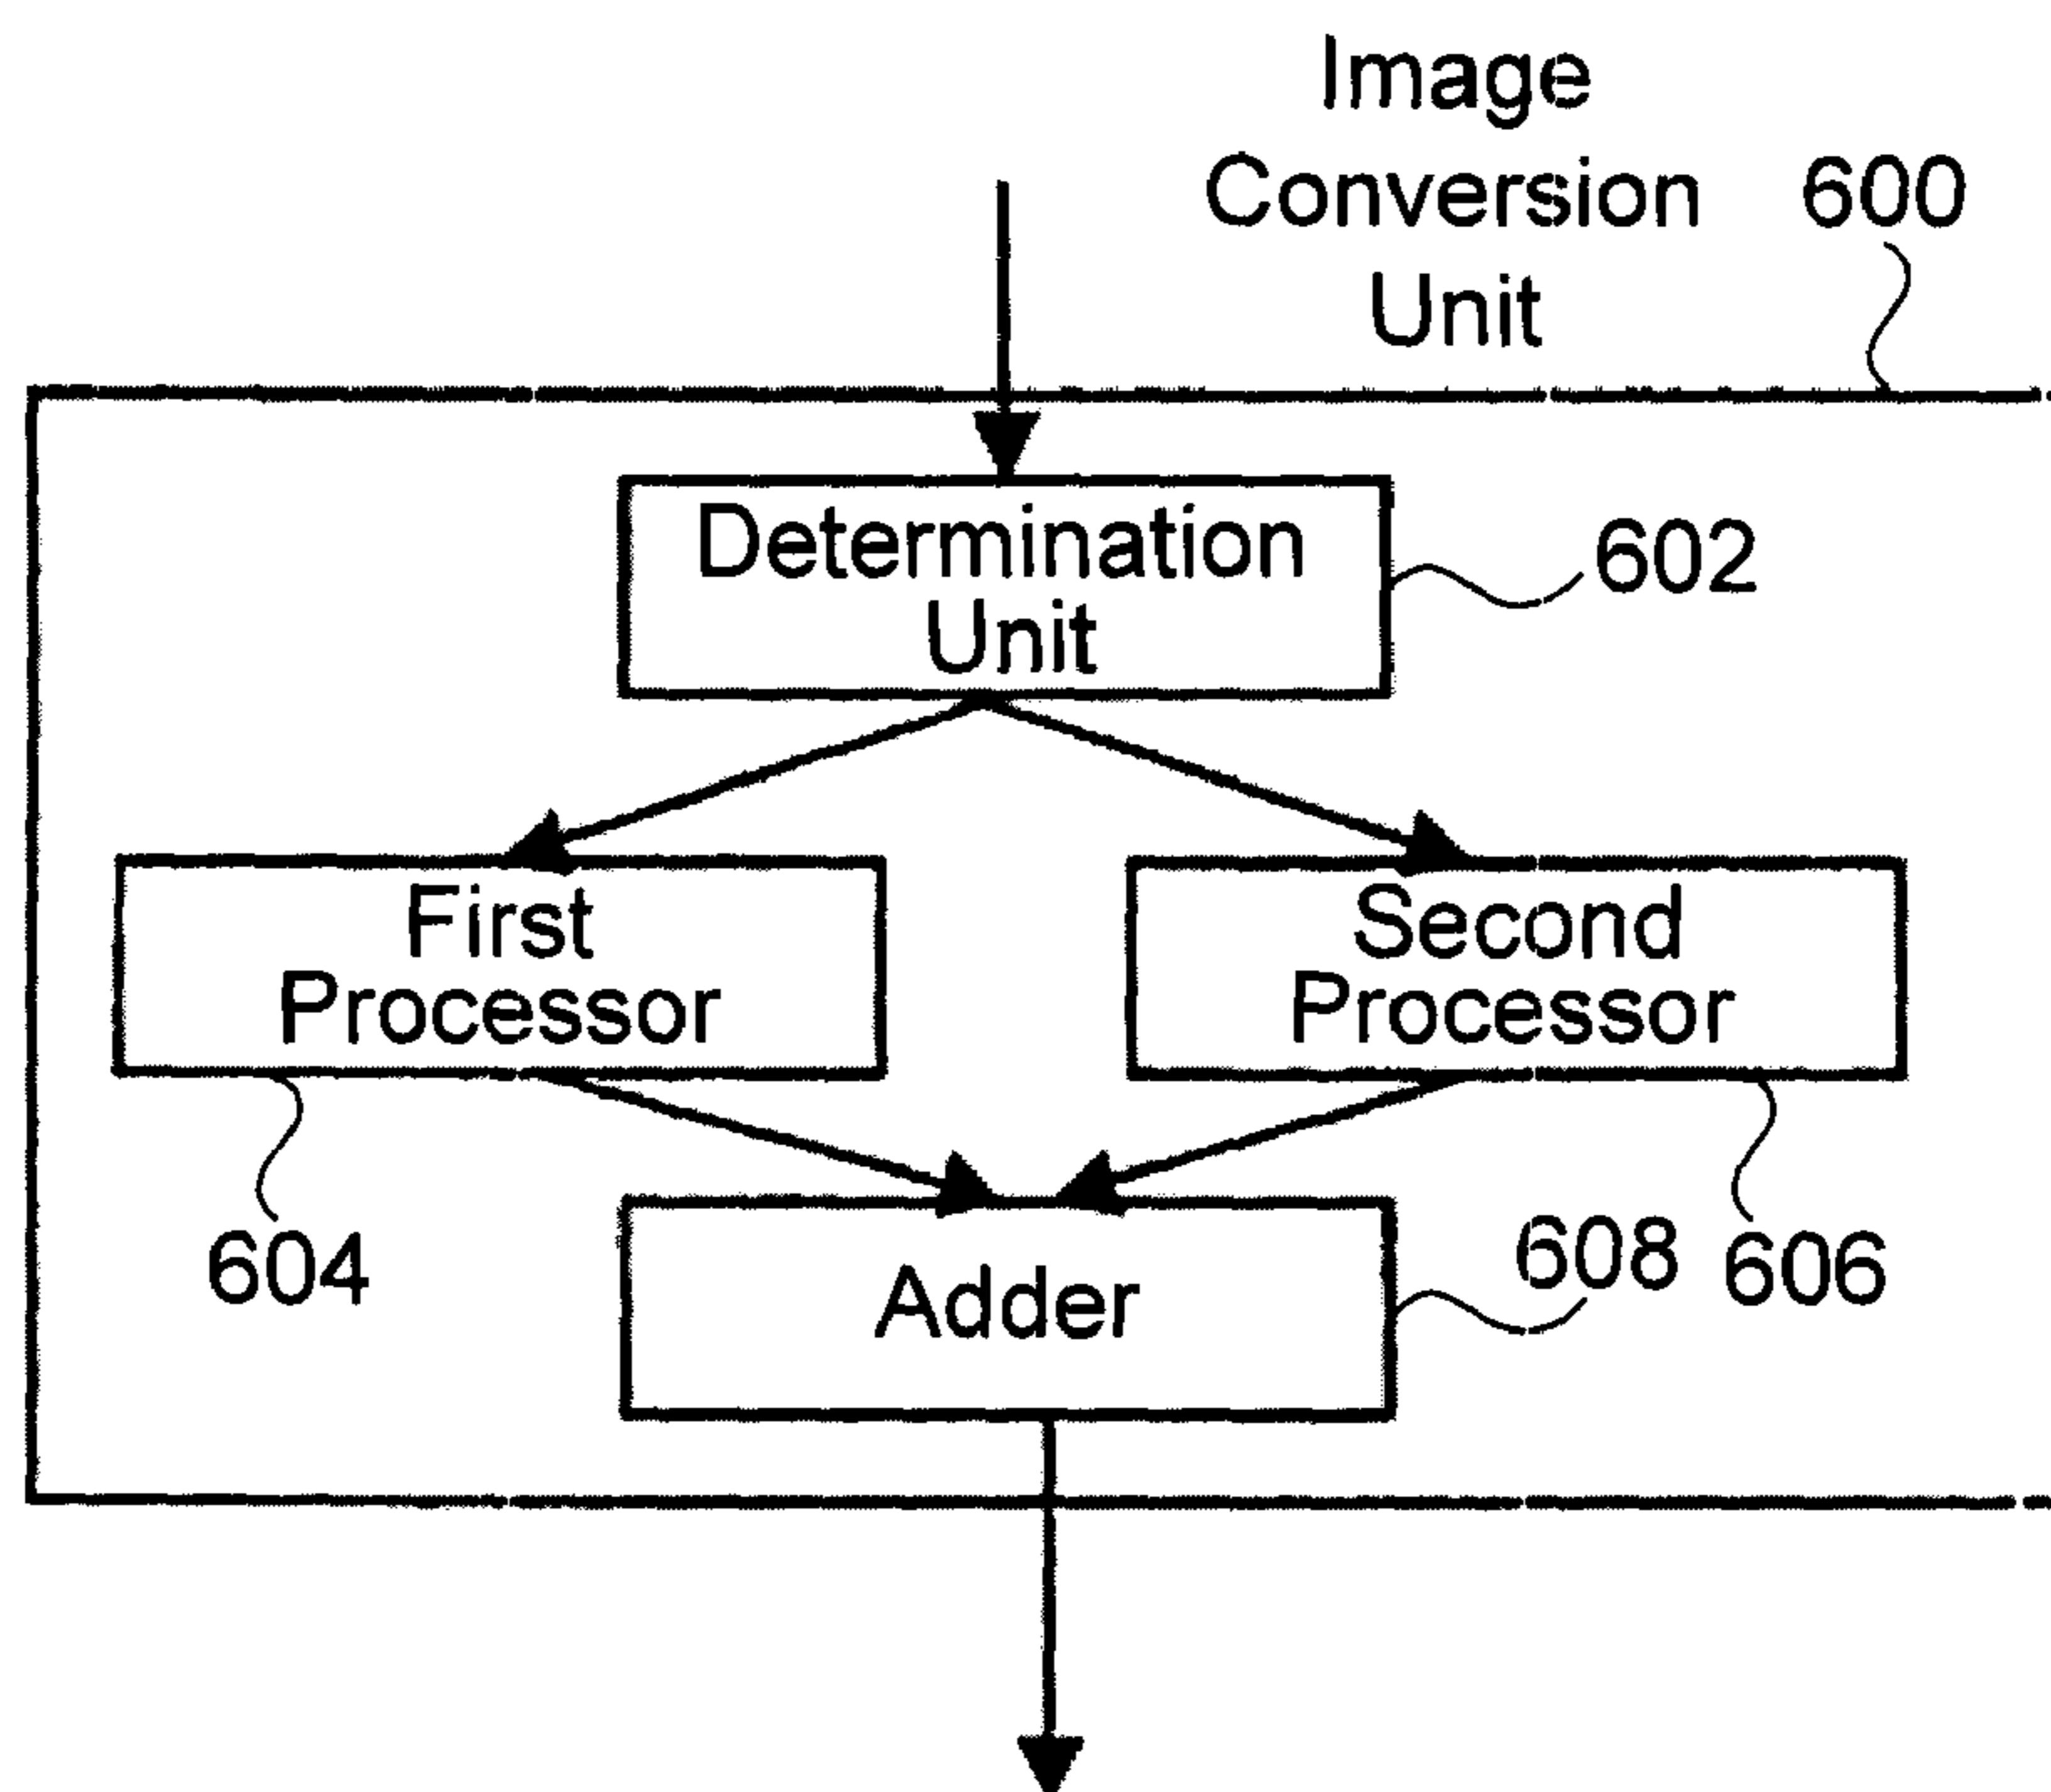 Image
Conversion 600
Unit
Determination
Unit
602
First
Processor
Second
Processor
604
Adder
608
606